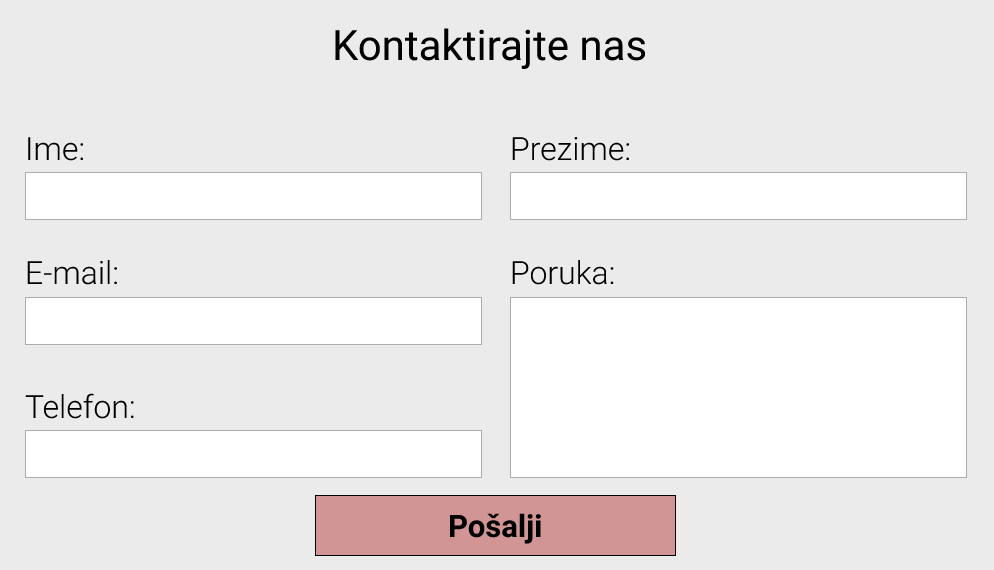 Kontaktirajte nas
Ime:
Prezime:
E-mail:
Poruka:
Telefon:
Pošalji